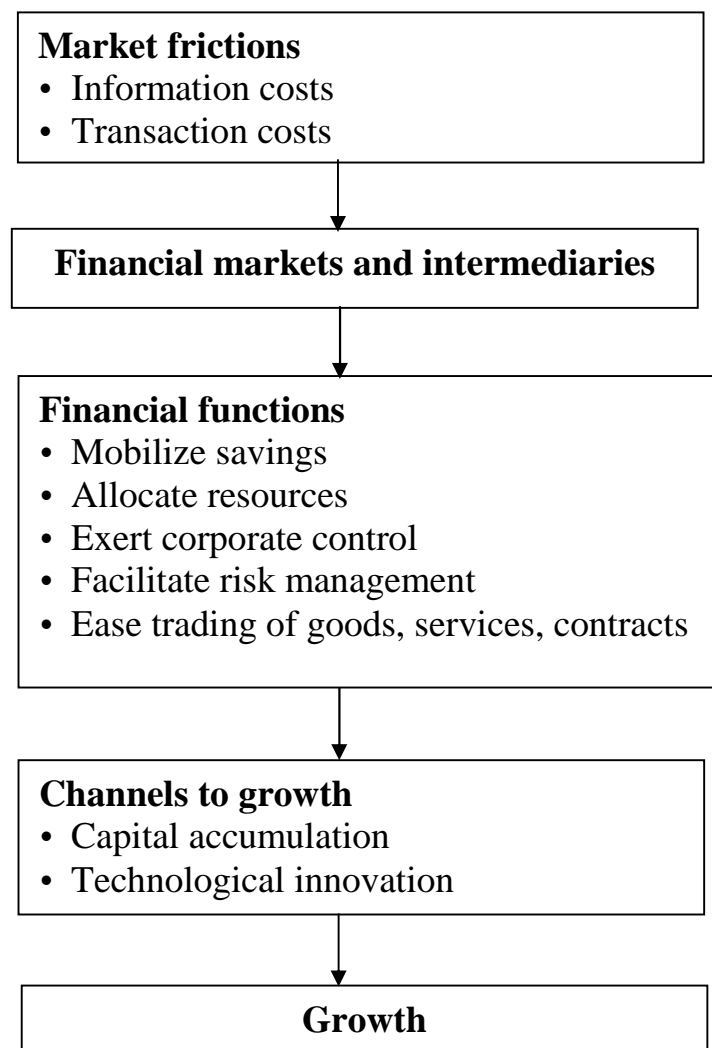 Market frictions
• Information costs
• Transaction costs
Financial markets and intermediaries
Financial functions
• Mobilize savings
• Allocate resources
• Exert corporate control
• Facilitate risk management
• Ease trading of goods, services, contracts
Channels to growth
• Capital accumulation
• Technological innovation
Growth